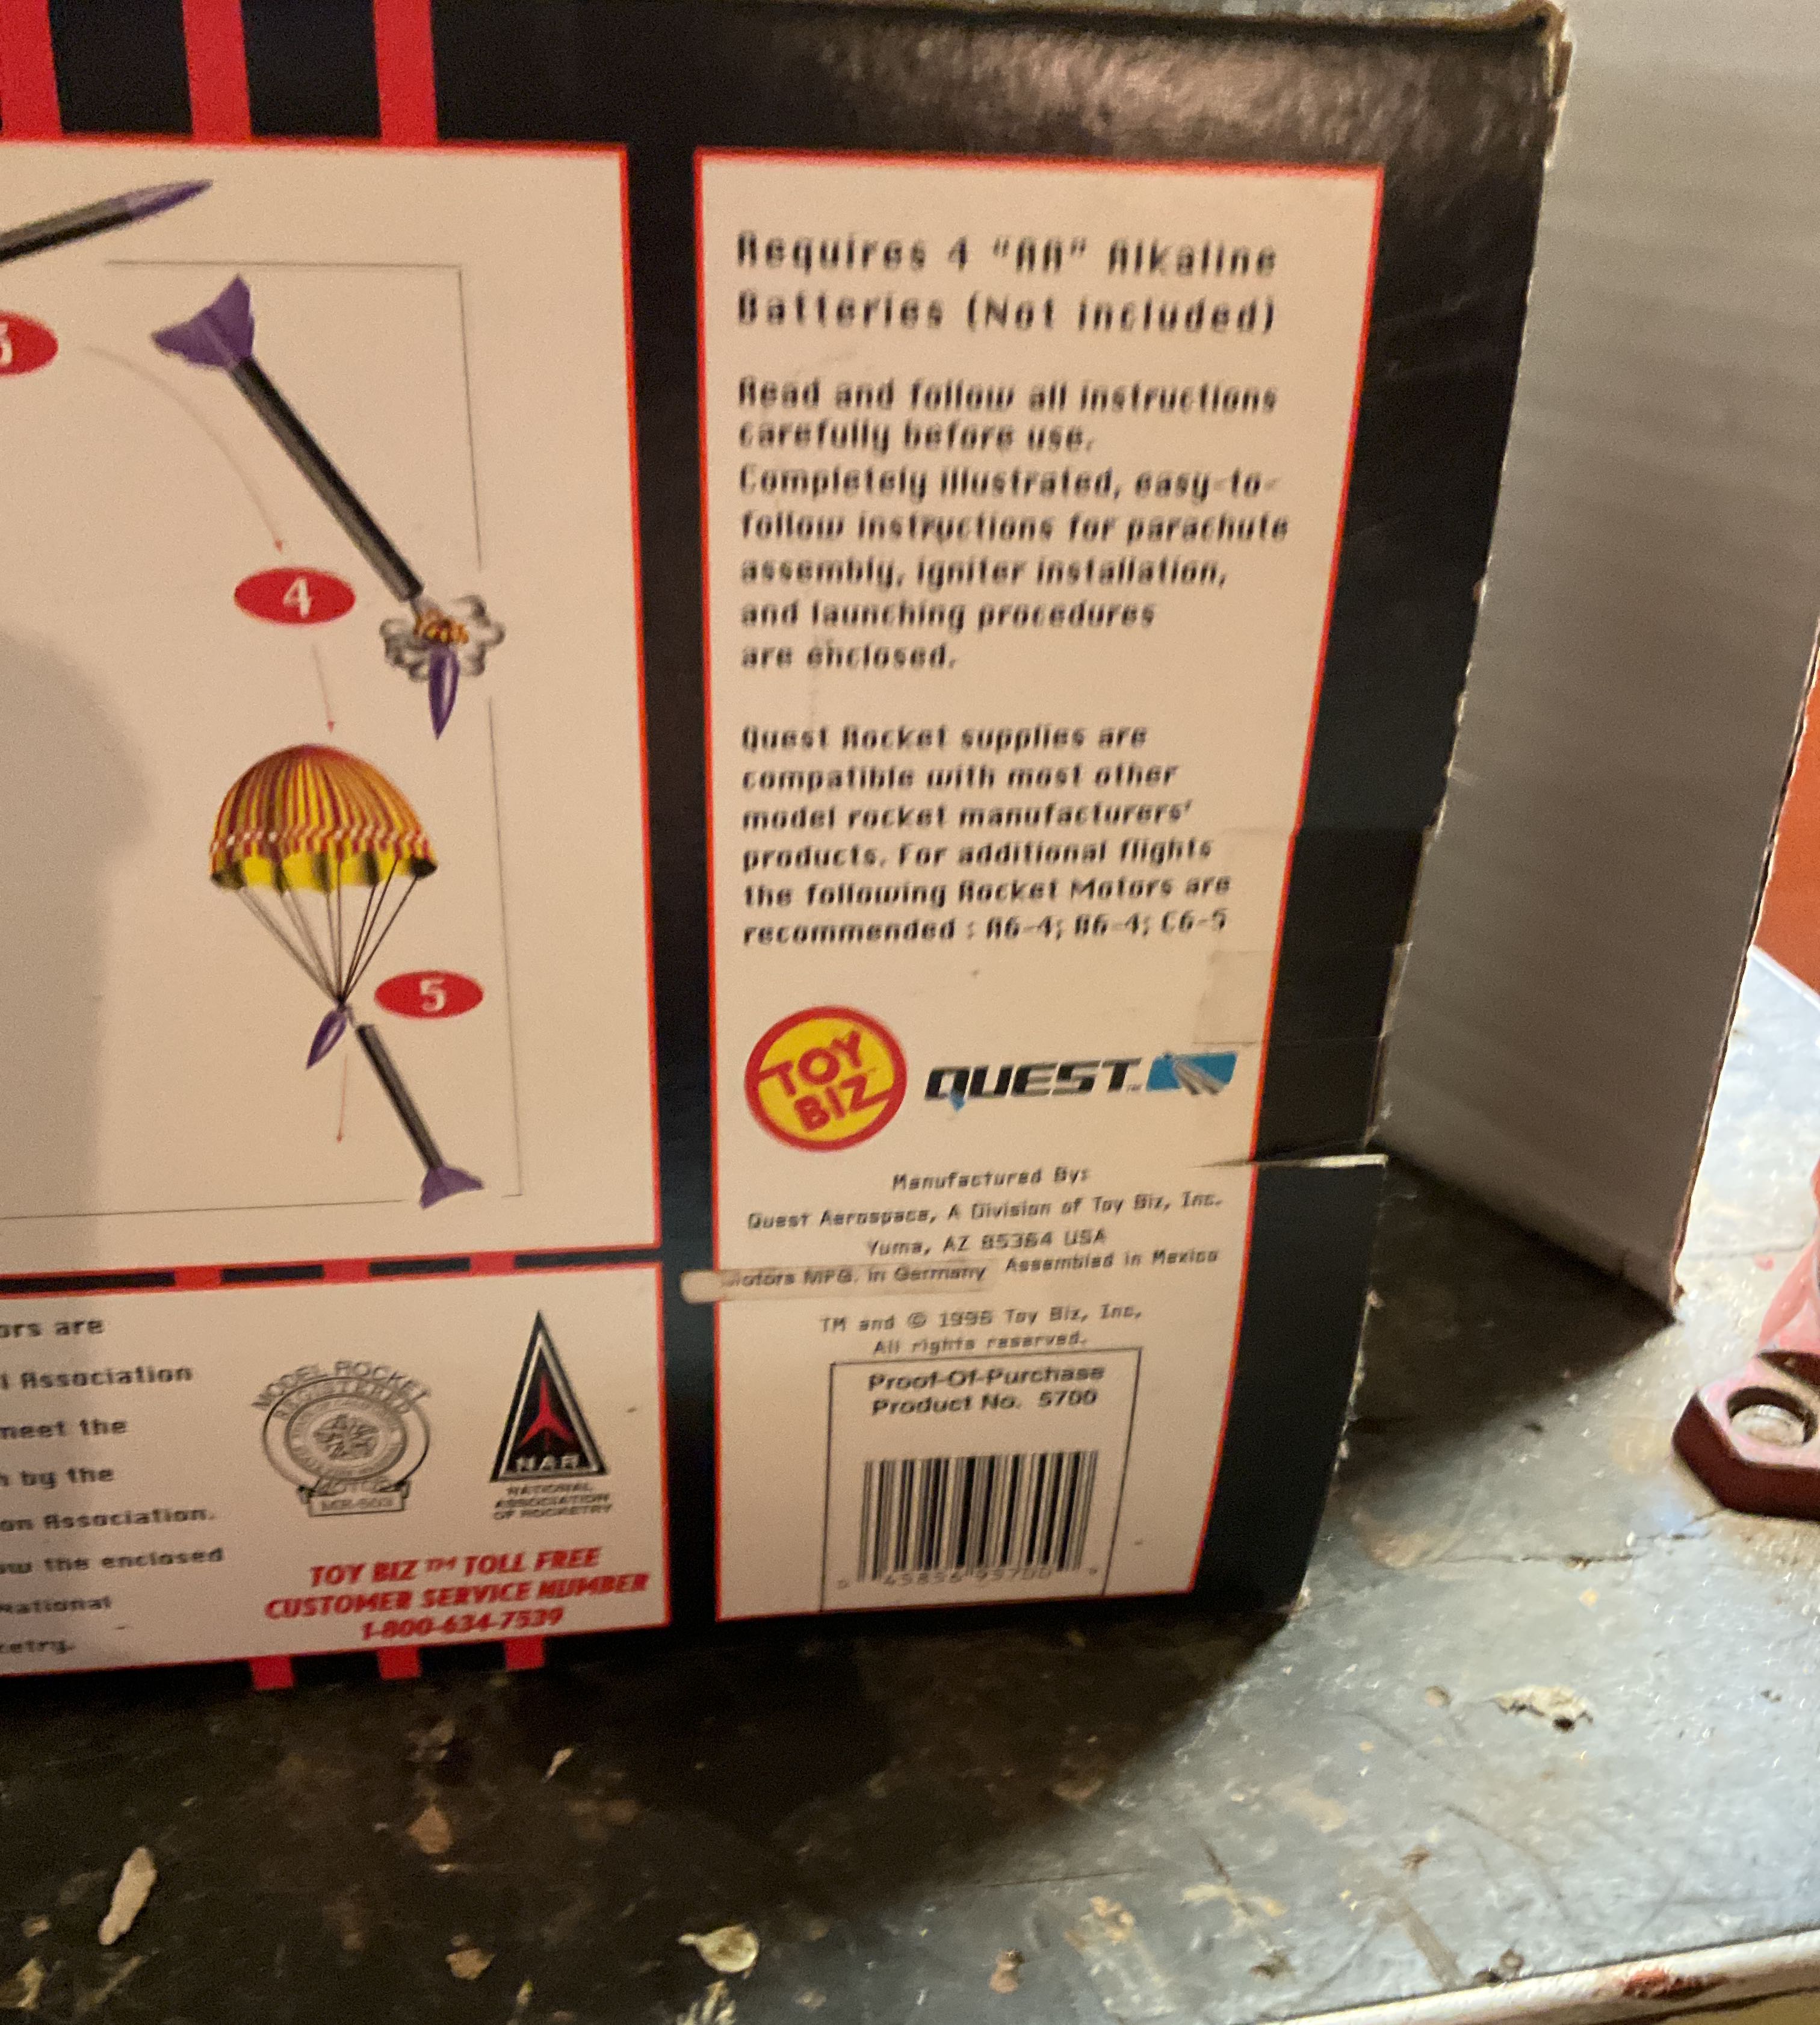 4
5
Requires 4 "AA" Alkaline
Batteries (Not included)
Read and follow all instructions
carefully before use.
Completely illustrated, easy-to-
follow instructions for parachute
assembly, igniter installation,
and launching procedures
are enclosed.
Quest Rocket supplies are
compatible with most other
model rocket manufacturers'
products. For additional flights
the following Rocket Motors are
recommended : A6-4; B6-4; C6-5
TOY
BIZ
QUEST™
Manufactured By:
Quest Aerospace, A Division of Toy Biz, Inc.
Yuma, AZ 85364 USA
Motors MFG. in Germany Assembled in Mexico
TM and © 1996 Toy Biz, Inc.
All rights reserved.
Proof-Of-Purchase
Product No. 5700
are
Association
meet the
by the
Association.
the enclosed
National
MODEL ROCKET
REGISTERED
NAR
NATIONAL
ASSOCIATION
OF ROCKETRY
TOY BIZ ™ TOLL FREE
CUSTOMER SERVICE NUMBER
1-800-634-7539